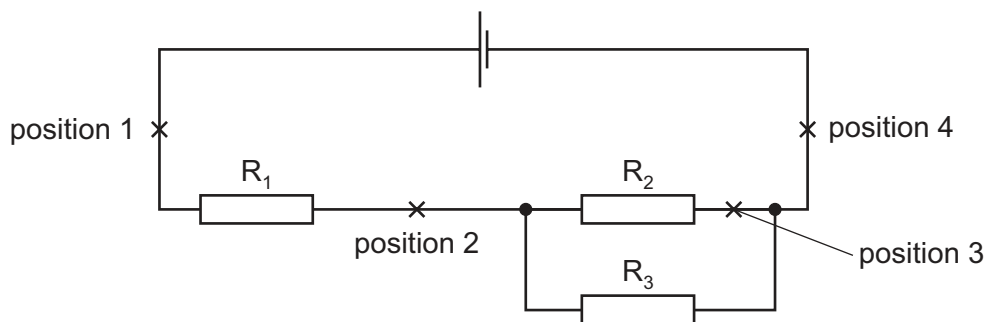 position 1
position 4
R₁
R₂
position 2
position 3
R₃